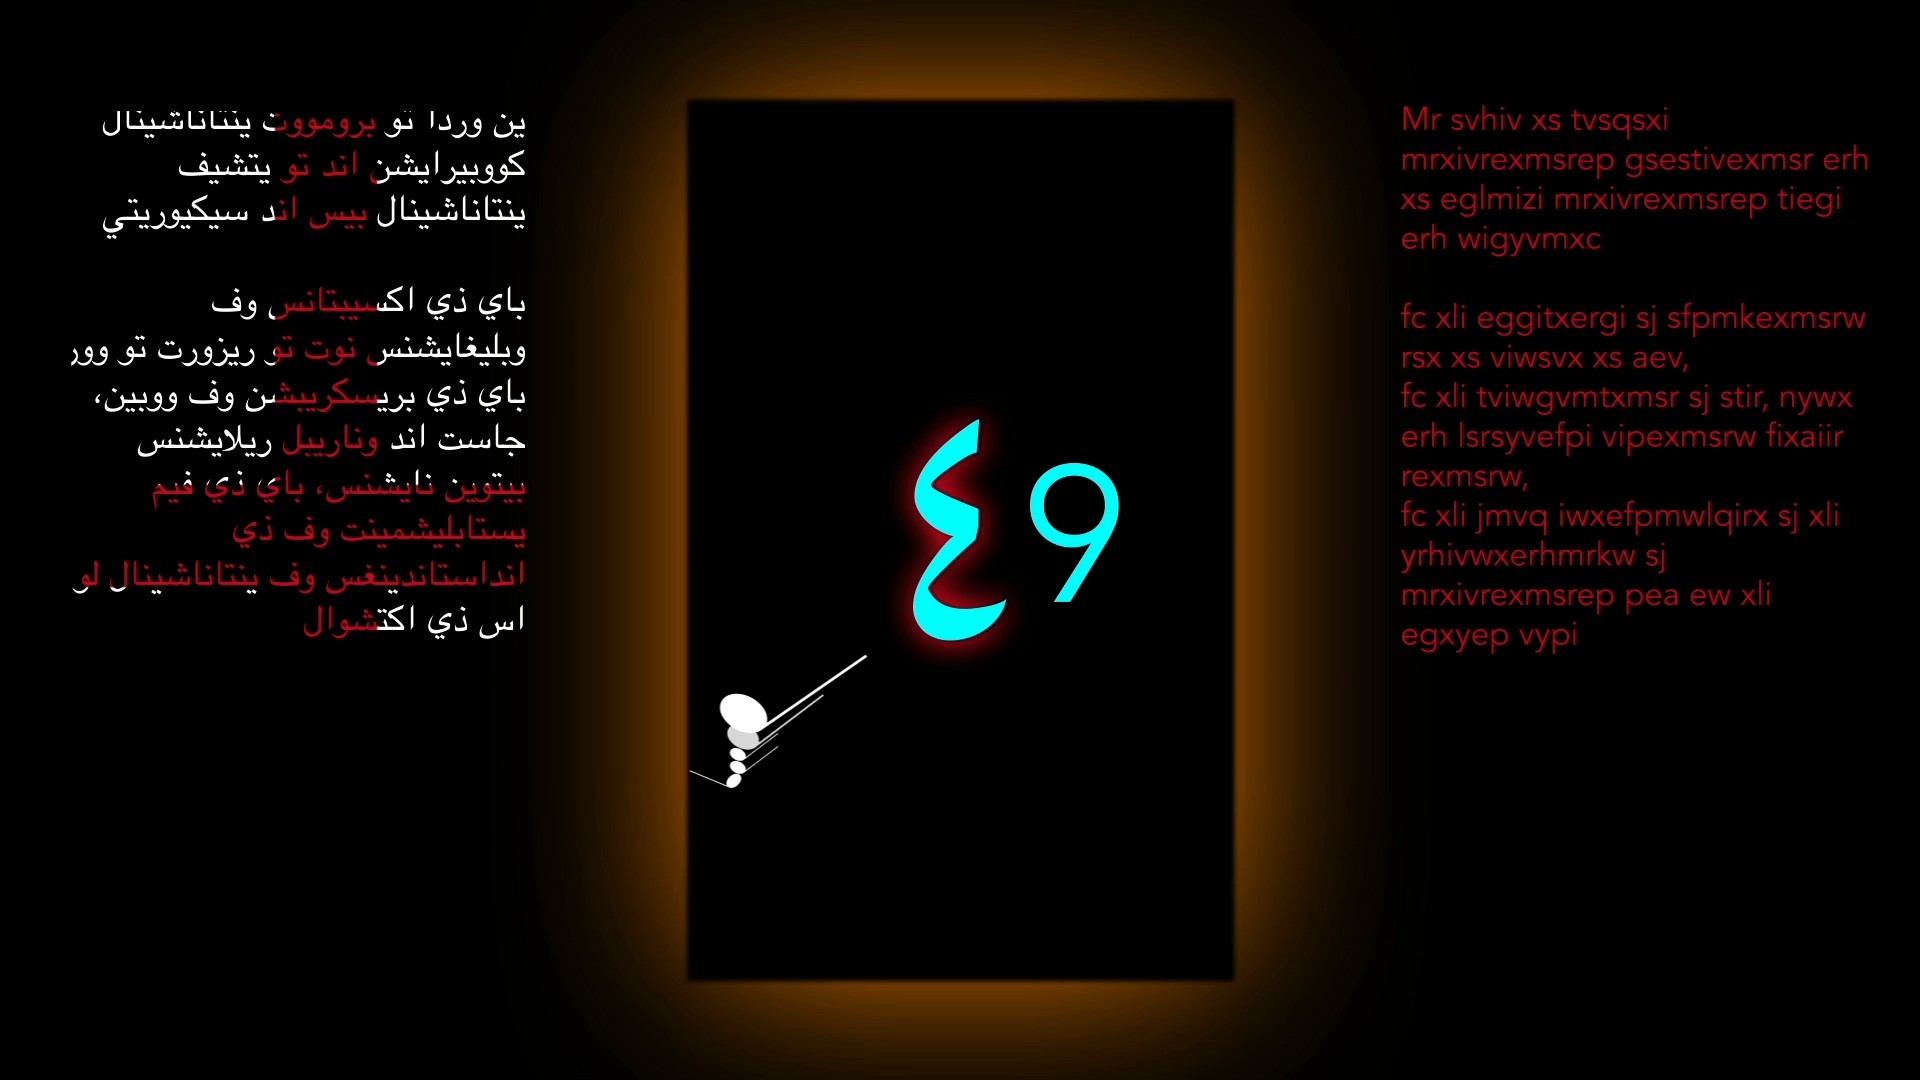 ين وردا تو برومووت ينتاناشينال
كووبيرايشن اند تو يتشيف
ينتاناشينال بيس اند سيكيوريتي
باي ذي اكسيبتانس وف
وبليغايشنس نوت تو ريزورت تو وور
باي ذي بريسكريبشن وف ووبين،
جاست اند وناريبل ريلايشنس
بيتوين نايشنس، باي ذي فيم
يستابليشمينت وف ذي
انداستاندينغس وف ينتاناشينال لو
اس ذي اكتشوال
٤9
Mr svhiv xs tvsqsxi
mrxivrexmsrep gsestivexmsr erh
xs eglmizi mrxivrexmsrep tiegi
erh wigyvmxc
fc xli eggitxergi sj sfpmkexmsrw
rsx xs viwsvx xs aev,
fc xli tviwgvmtxmsr sj stir, nywx
erh lsrsyvefpi vipexmsrw fixaiir
rexmsrw,
fc xli jmvq iwxefpmwlqirx sj xli
yrhivwxerhmrkw sj
mrxivrexmsrep pea ew xli
egxyep vypi